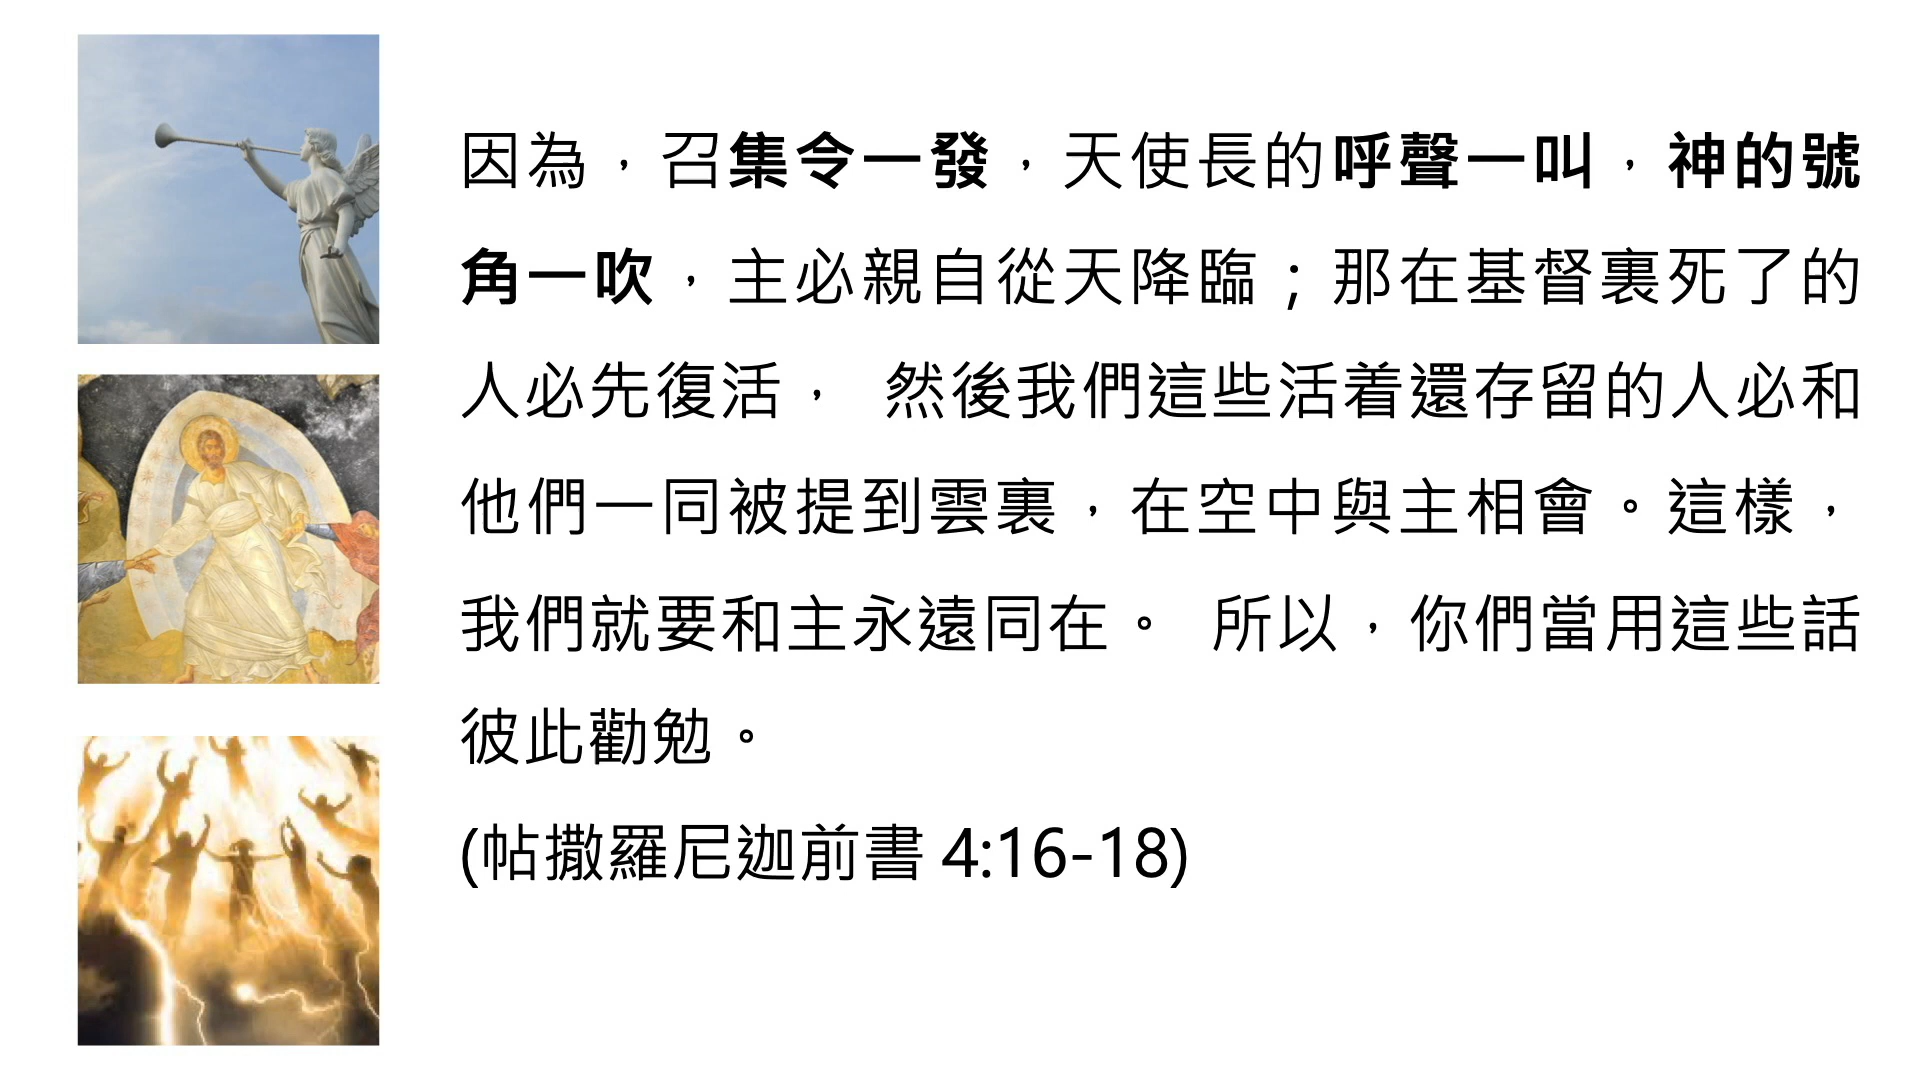 因為，召集令一發，天使長的呼聲一叫，神的號
角一吹，主必親自從天降臨；那在基督裏死了的
人必先復活， 然後我們這些活着還存留的人必和
他們一同被提到雲裏，在空中與主相會。這樣，
我們就要和主永遠同在。 所以，你們當用這些話
彼此勸勉。
(帖撒羅尼迦前書 4:16-18)